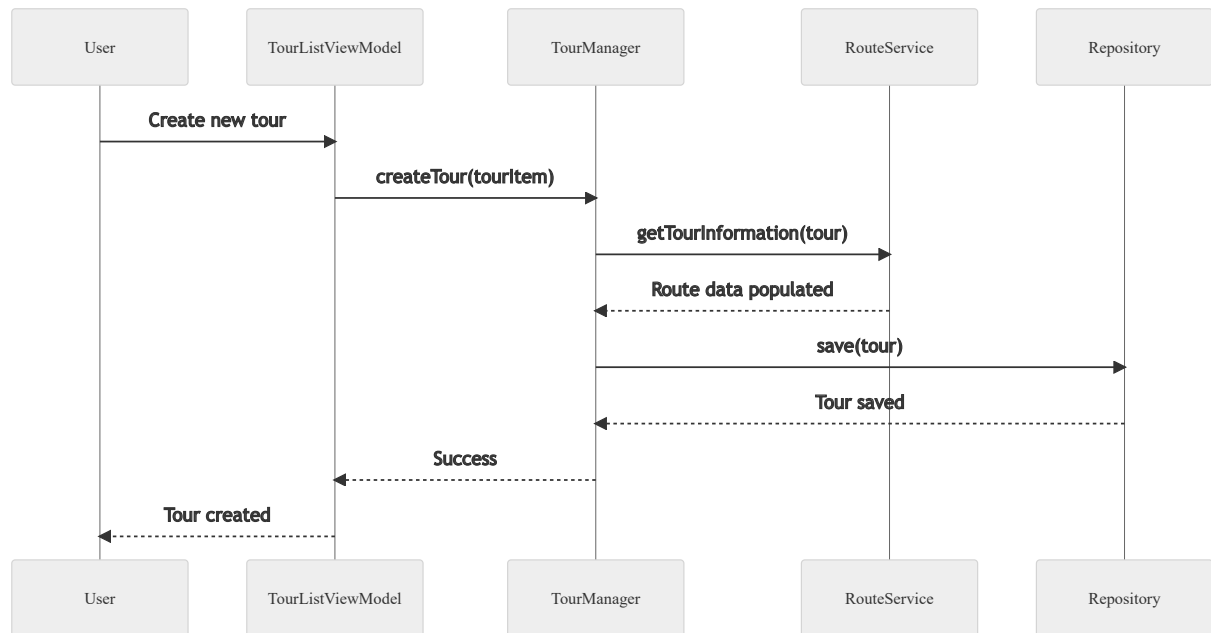 User
TourListViewModel
TourManager
RouteService
Repository
Create new tour
createTour(tourItem)
getTourInformation(tour)
Route data populated
save(tour)
Tour saved
Success
Tour created
User
TourListViewModel
TourManager
RouteService
Repository